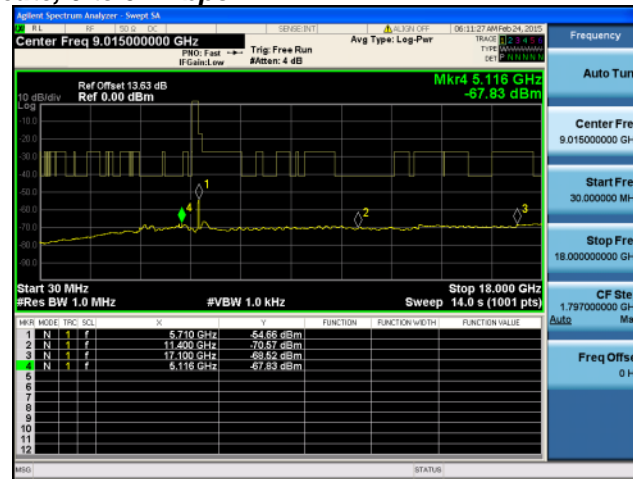 Agilent Spectrum Analyzer - Swept SA
RL RF 50 Ω DC SENSE:INT ALIGN OFF 06:11:27 AM Feb 24, 2015
Center Freq 9.015000000 GHz Avg Type: Log-Pwr TRACE 1 2 3 4 5 6
PNO: Fast Trig: Free Run TYPE
IFGain:Low #Atten: 4 dB DET P N N N N N
Frequency
Mkr4 5.116 GHz
-67.83 dBm
Ref Offset 13.63 dB
10 dB/div Ref 0.00 dBm
Log
-10.0
-20.0
-30.0
-40.0
-50.0
-60.0
-70.0
-80.0
-90.0
1
4
2
3
Start 30 MHz Stop 18.000 GHz
#Res BW 1.0 MHz #VBW 1.0 kHz Sweep 14.0 s (1001 pts)
MKR MODE TRC SCL X Y FUNCTION FUNCTION WIDTH FUNCTION VALUE
1 N 1 f 5.710 GHz -54.66 dBm
2 N 1 f 11.400 GHz -70.57 dBm
3 N 1 f 17.100 GHz -68.52 dBm
4 N 1 f 5.116 GHz -67.83 dBm
5
6
7
8
9
10
11
12
MSG STATUS
Auto Tun
Center Fre
9.015000000 GH
Start Fre
30.000000 MH
Stop Fre
18.000000000 GH
CF Ste
1.797000000 GH
Auto Ma
Freq Offse
0 H